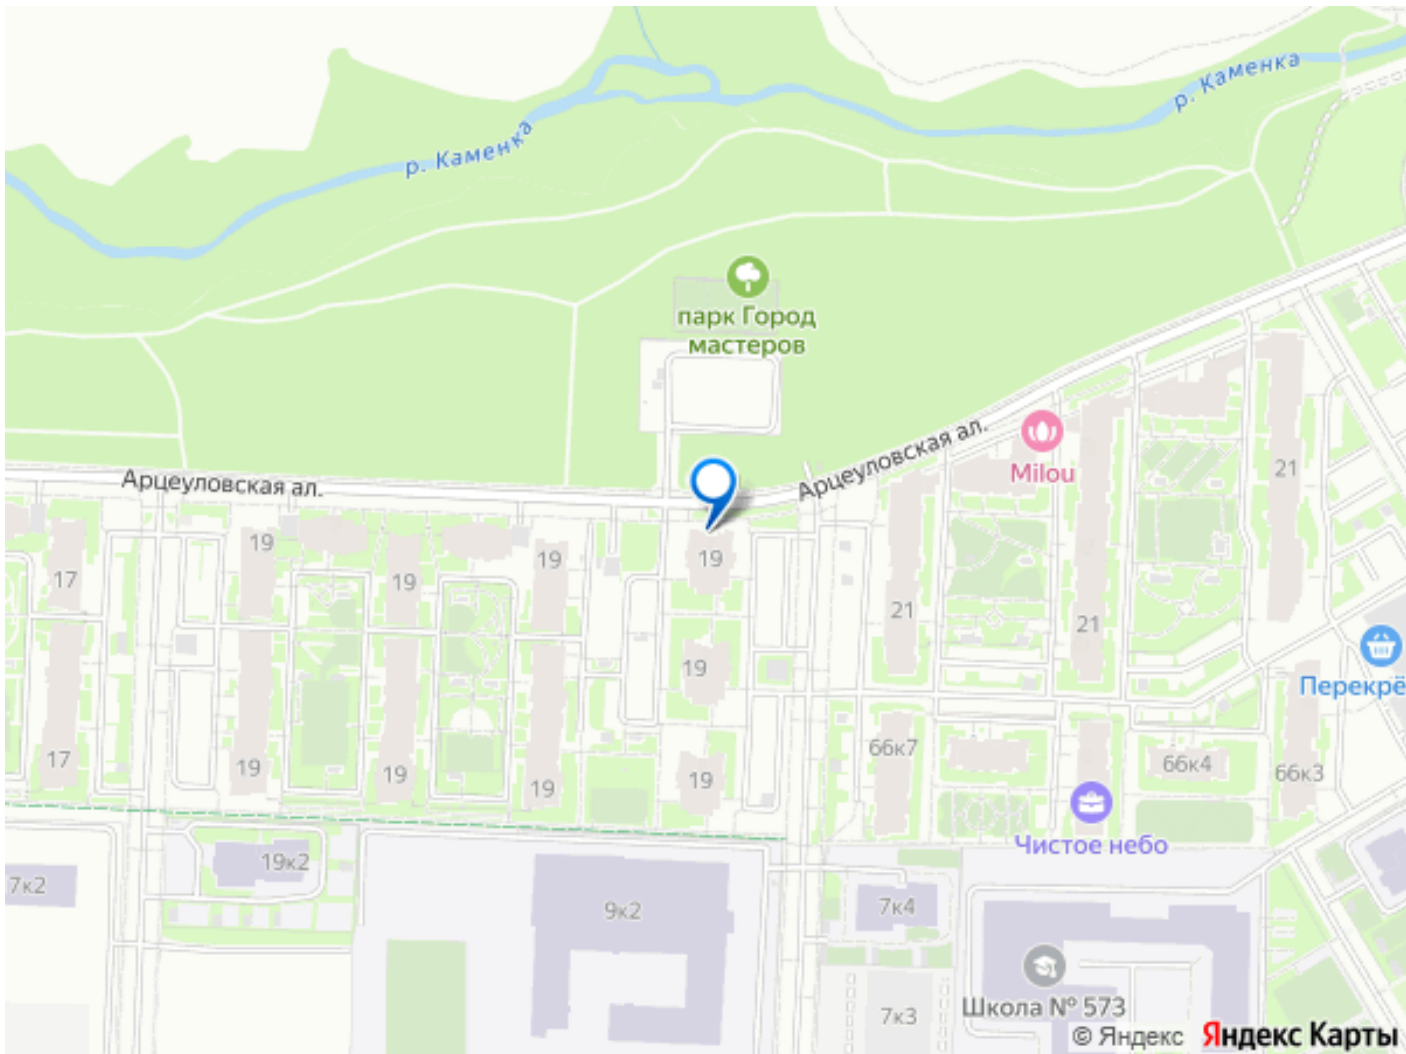 р. Каменка
р. Каменка
парк Город
мастеров
Арцеуловская ал.
Milou
Арцеуловская ал.
21
19
19
19
17
19
21
21
19
Перекрё
66к7
66к4
66к3
17
19
19
19
19
Чистое небо
19к2
7к2
9к2
7к4
Школа № 573
7к3
© Яндекс Яндекс Карты